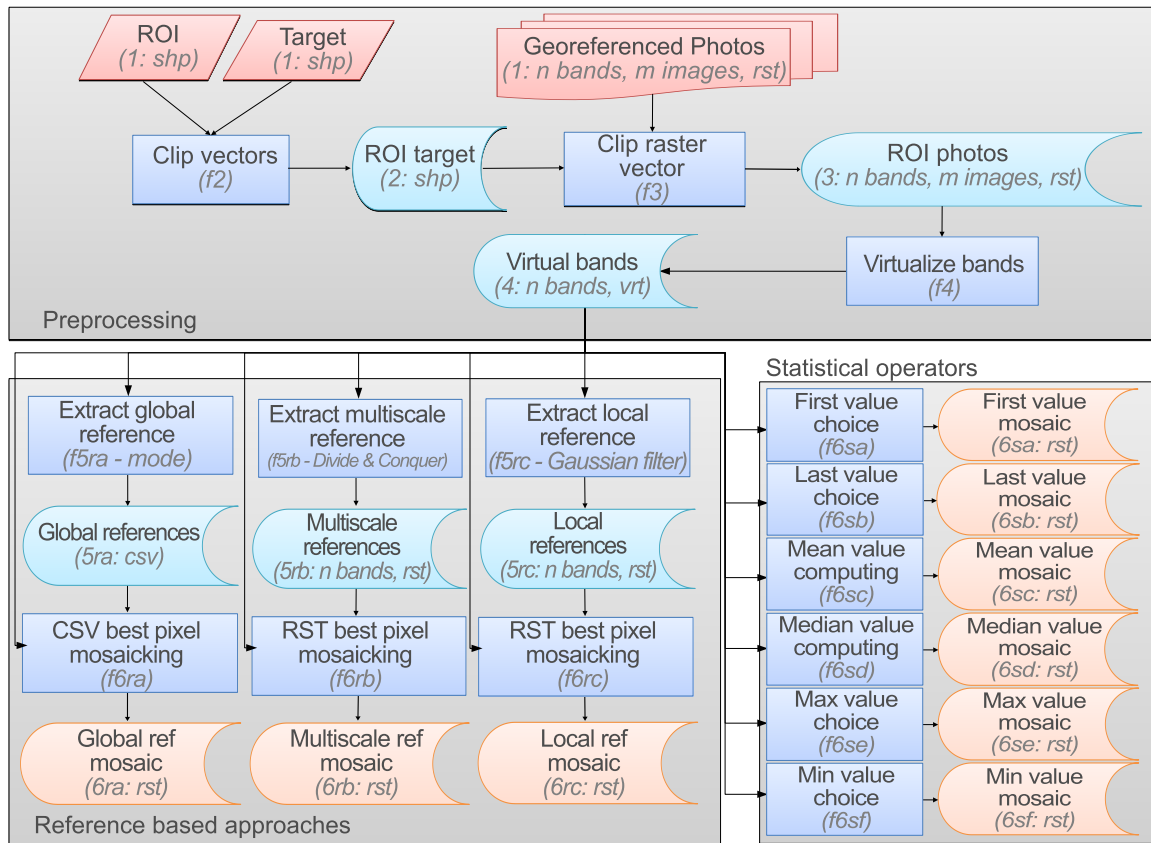 ROI
(1: shp)
Target
(1: shp)
Georeferenced Photos
(1: n bands, m images, rst)
Clip vectors
(f2)
ROI target
(2: shp)
Clip raster
vector
(f3)
ROI photos
(3: n bands, m images, rst)
Virtual bands
(4: n bands, vrt)
Virtualize bands
(f4)
Preprocessing
Extract global
reference
(f5ra - mode)
Extract multiscale
reference
(f5rb - Divide & Conquer)
Extract local
reference
(f5rc - Gaussian filter)
Global references
(5ra: csv)
Multiscale
references
(5rb: n bands, rst)
Local
references
(5rc: n bands, rst)
CSV best pixel
mosaicking
(f6ra)
RST best pixel
mosaicking
(f6rb)
RST best pixel
mosaicking
(f6rc)
Global ref
mosaic
(6ra: rst)
Multiscale ref
mosaic
(6rb: rst)
Local ref
mosaic
(6rc: rst)
Reference based approaches
Statistical operators
First value
choice
(f6sa)
First value
mosaic
(6sa: rst)
Last value
choice
(f6sb)
Last value
mosaic
(6sb: rst)
Mean value
computing
(f6sc)
Mean value
mosaic
(6sc: rst)
Median value
computing
(f6sd)
Median value
mosaic
(6sd: rst)
Max value
choice
(f6se)
Max value
mosaic
(6se: rst)
Min value
choice
(f6sf)
Min value
mosaic
(6sf: rst)